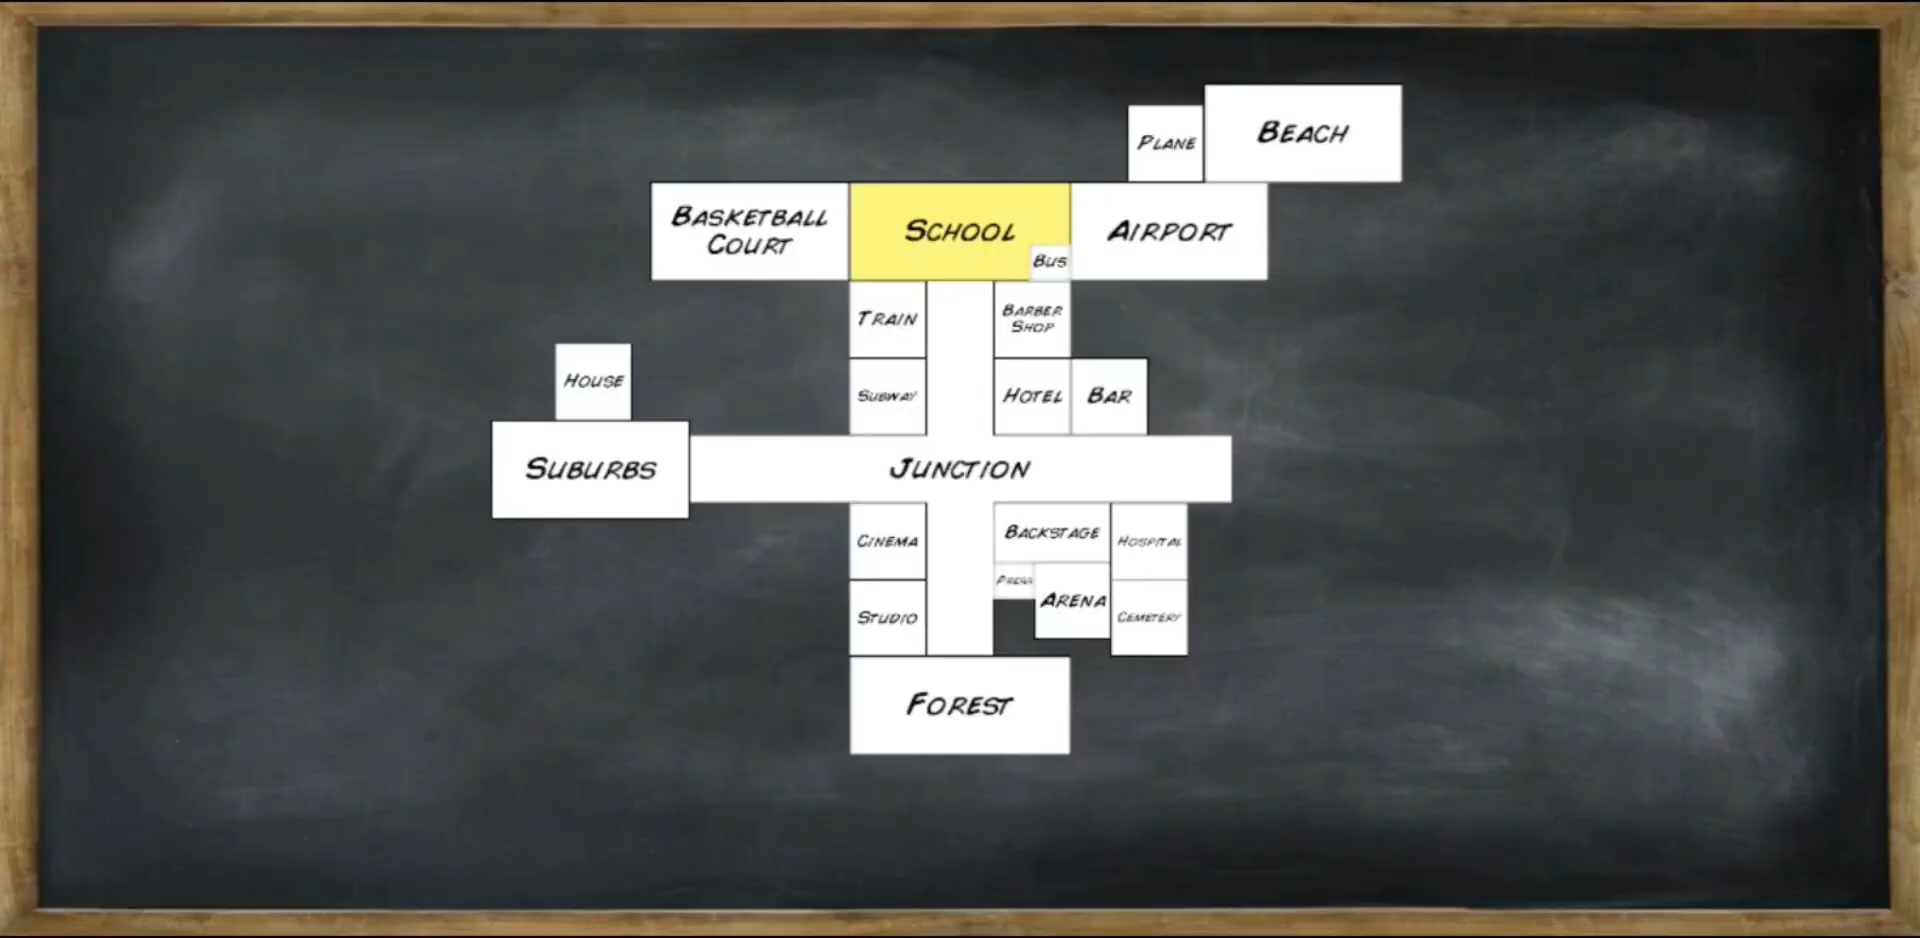 Beach
Plane
Basketball
Court
School
Airport
Bus
Train
Barber
Shop
House
Subway
Hotel
Bar
Suburbs
Junction
Cinema
Backstage
Hospital
Press
Arena
Studio
Cemetery
Forest